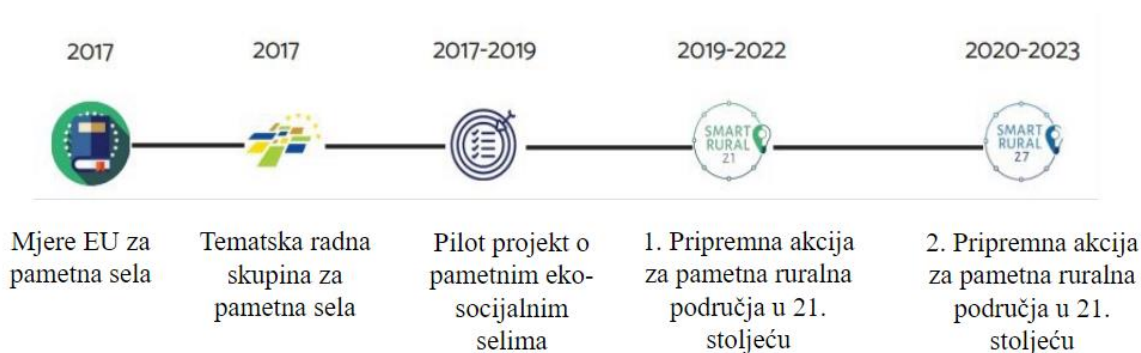 2017
2017
2017-2019
2019-2022
2020-2023
SMART
RURAL
21
SMART
RURAL
27
Mjere EU za
pametna sela
Tematska radna
skupina za
pametna sela
Pilot projekt o
pametnim eko-
socijalnim
selima
1. Pripremna akcija
za pametna ruralna
područja u 21.
stoljeću
2. Pripremna akcija
za pametna ruralna
područja u 21.
stoljeću